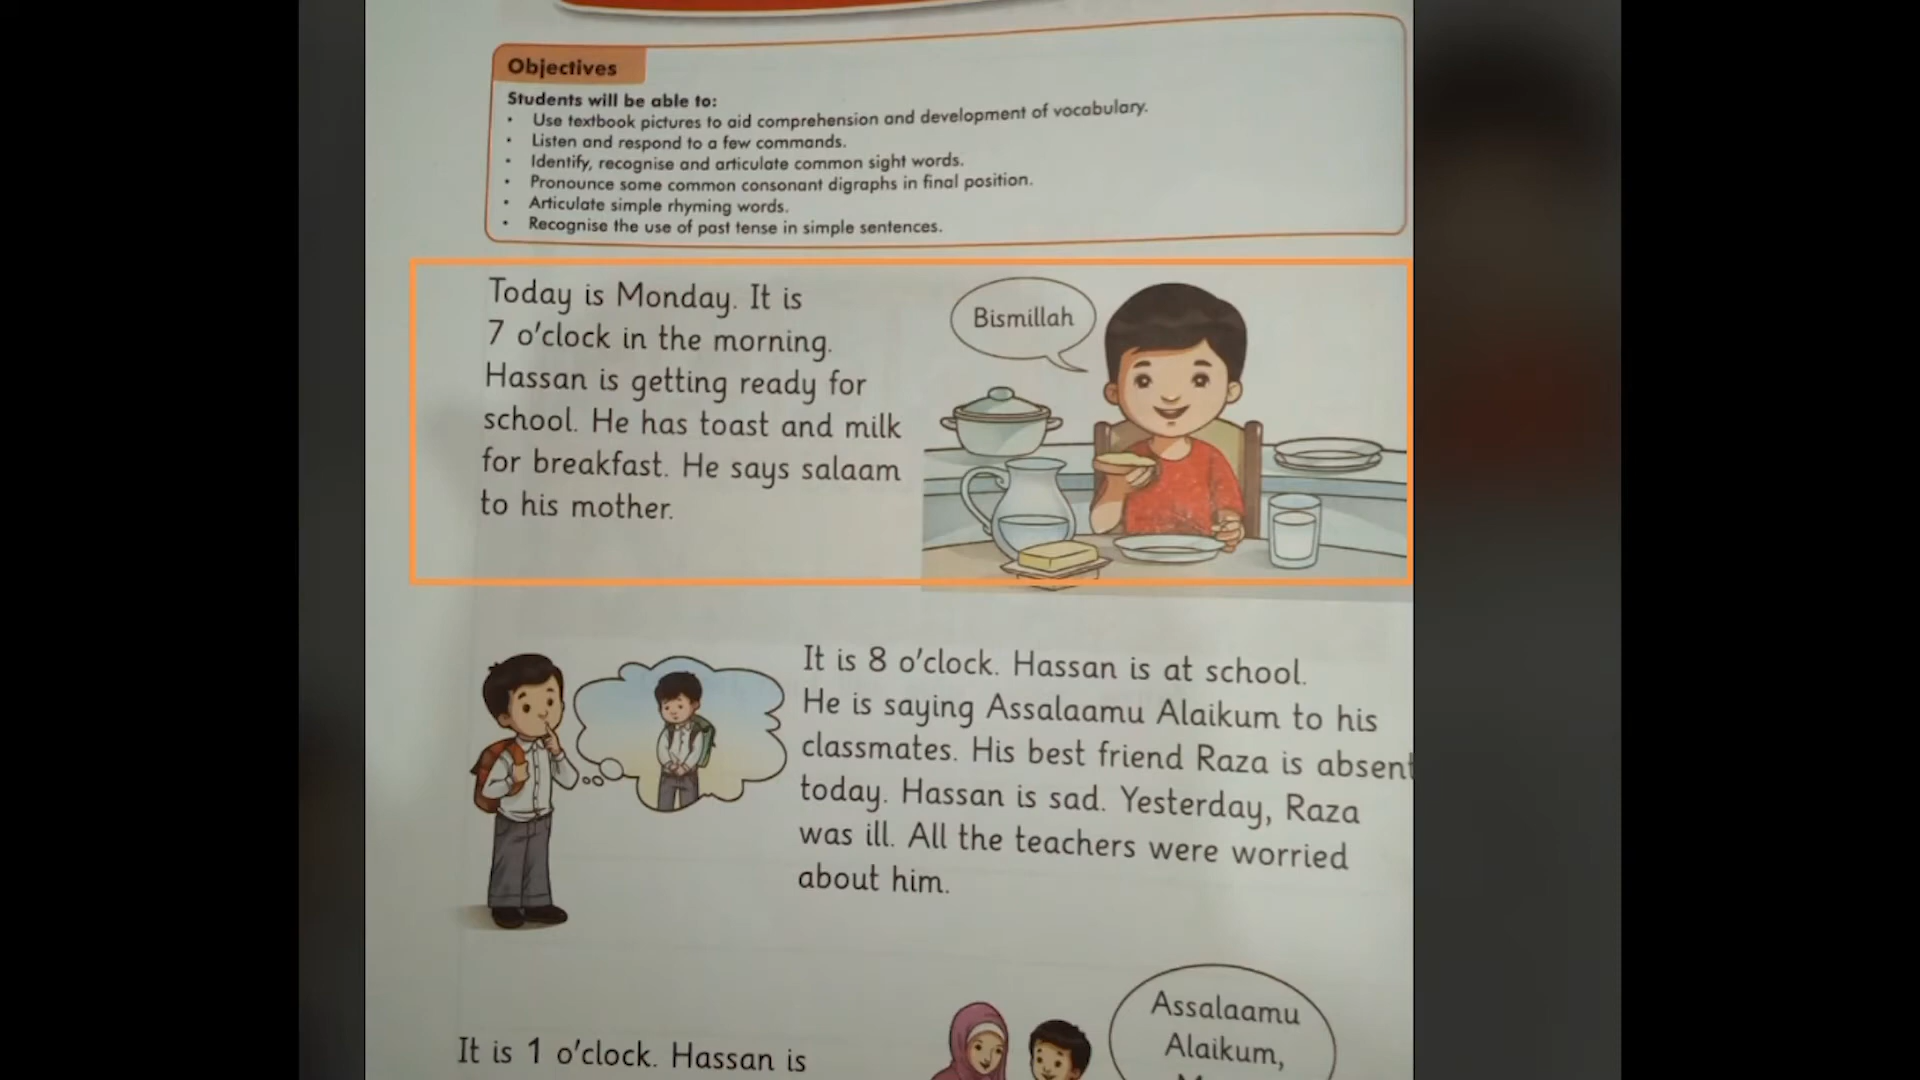 Objectives
Students will be able to:
• Use textbook pictures to aid comprehension and development of vocabulary.
• Listen and respond to a few commands.
• Identify, recognise and articulate common sight words.
• Pronounce some common consonant digraphs in final position.
• Articulate simple rhyming words.
• Recognise the use of past tense in simple sentences.
Today is Monday. It is
7 o'clock in the morning.
Hassan is getting ready for
school. He has toast and milk
for breakfast. He says salaam
to his mother.
Bismillah
It is 8 o'clock. Hassan is at school.
He is saying Assalaamu Alaikum to his
classmates. His best friend Raza is absent
today. Hassan is sad. Yesterday, Raza
was ill. All the teachers were worried
about him.
It is 1 o'clock. Hassan is
Assalaamu
Alaikum,